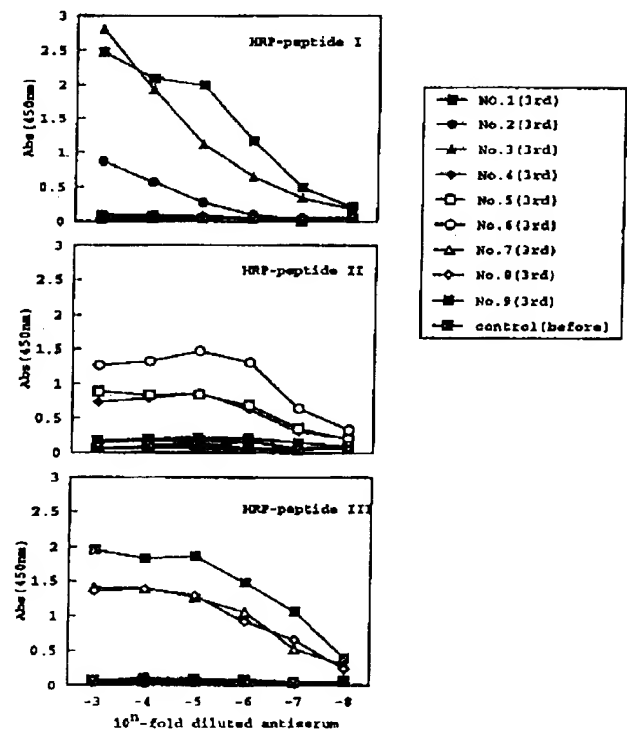 HRP-peptide I
3
2.5
2
1.5
1
0.5
0
Abs(450nm)
HRP-peptide II
3
2.5
2
1.5
1
0.5
0
Abs(450nm)
HRP-peptide III
3
2.5
2
1.5
1
0.5
0
Abs(450nm)
-3 -4 -5 -6 -7 -8
10ⁿ-fold diluted antiserum
NO.1(3rd)
No.2(3rd)
No.3(3rd)
No.4(3rd)
No.5(3rd)
No.6(3rd)
No.7(3rd)
No.8(3rd)
No.9(3rd)
control(before)